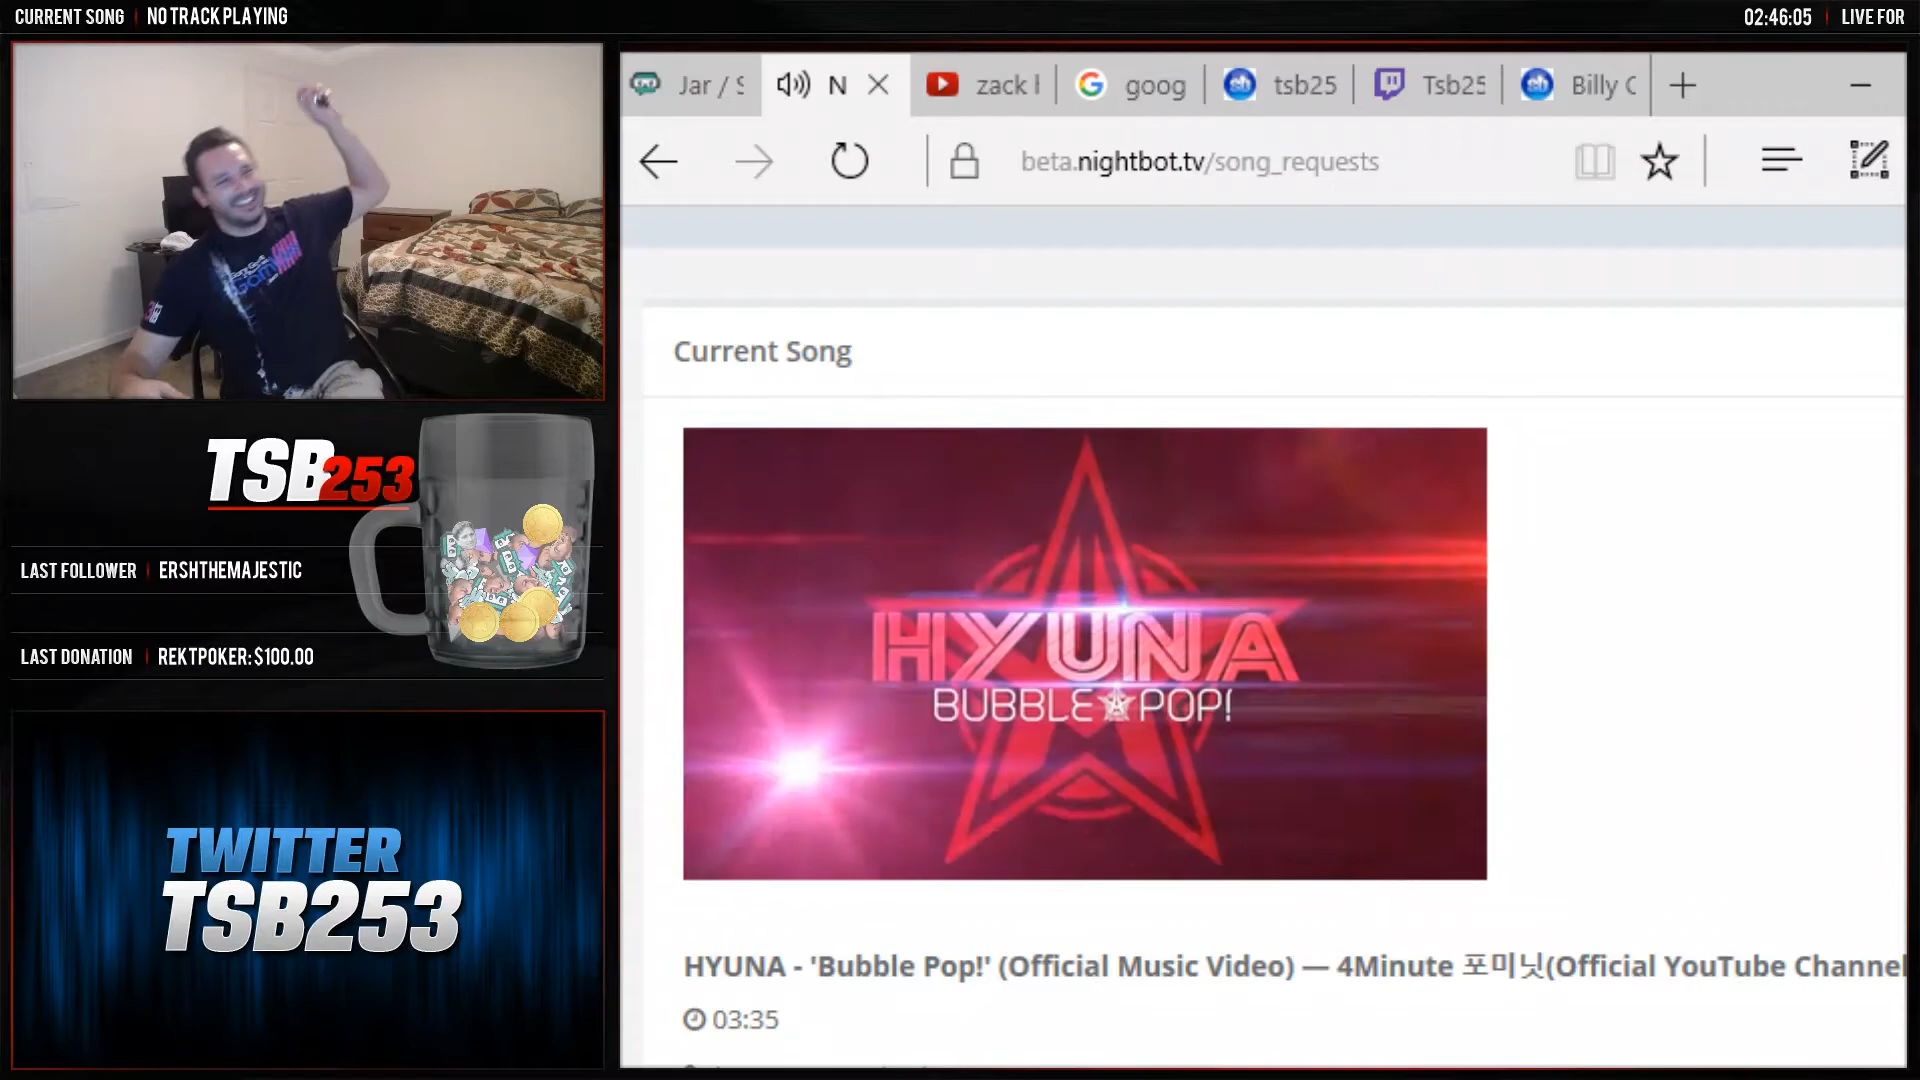 CURRENT SONG NO TRACK PLAYING
02:46:05 LIVE FOR
Jar / S
N
zack l
goog
tsb25
Tsb25
Billy C
beta.nightbot.tv/song_requests
Current Song
HYUNA
BUBBLE POP!
HYUNA - 'Bubble Pop!' (Official Music Video) — 4Minute 포미닛(Official YouTube Channel
03:35
TSB253
LAST FOLLOWER ERSHTHEMAJESTIC
LAST DONATION REKTPOKER: $100.00
TWITTER
TSB253